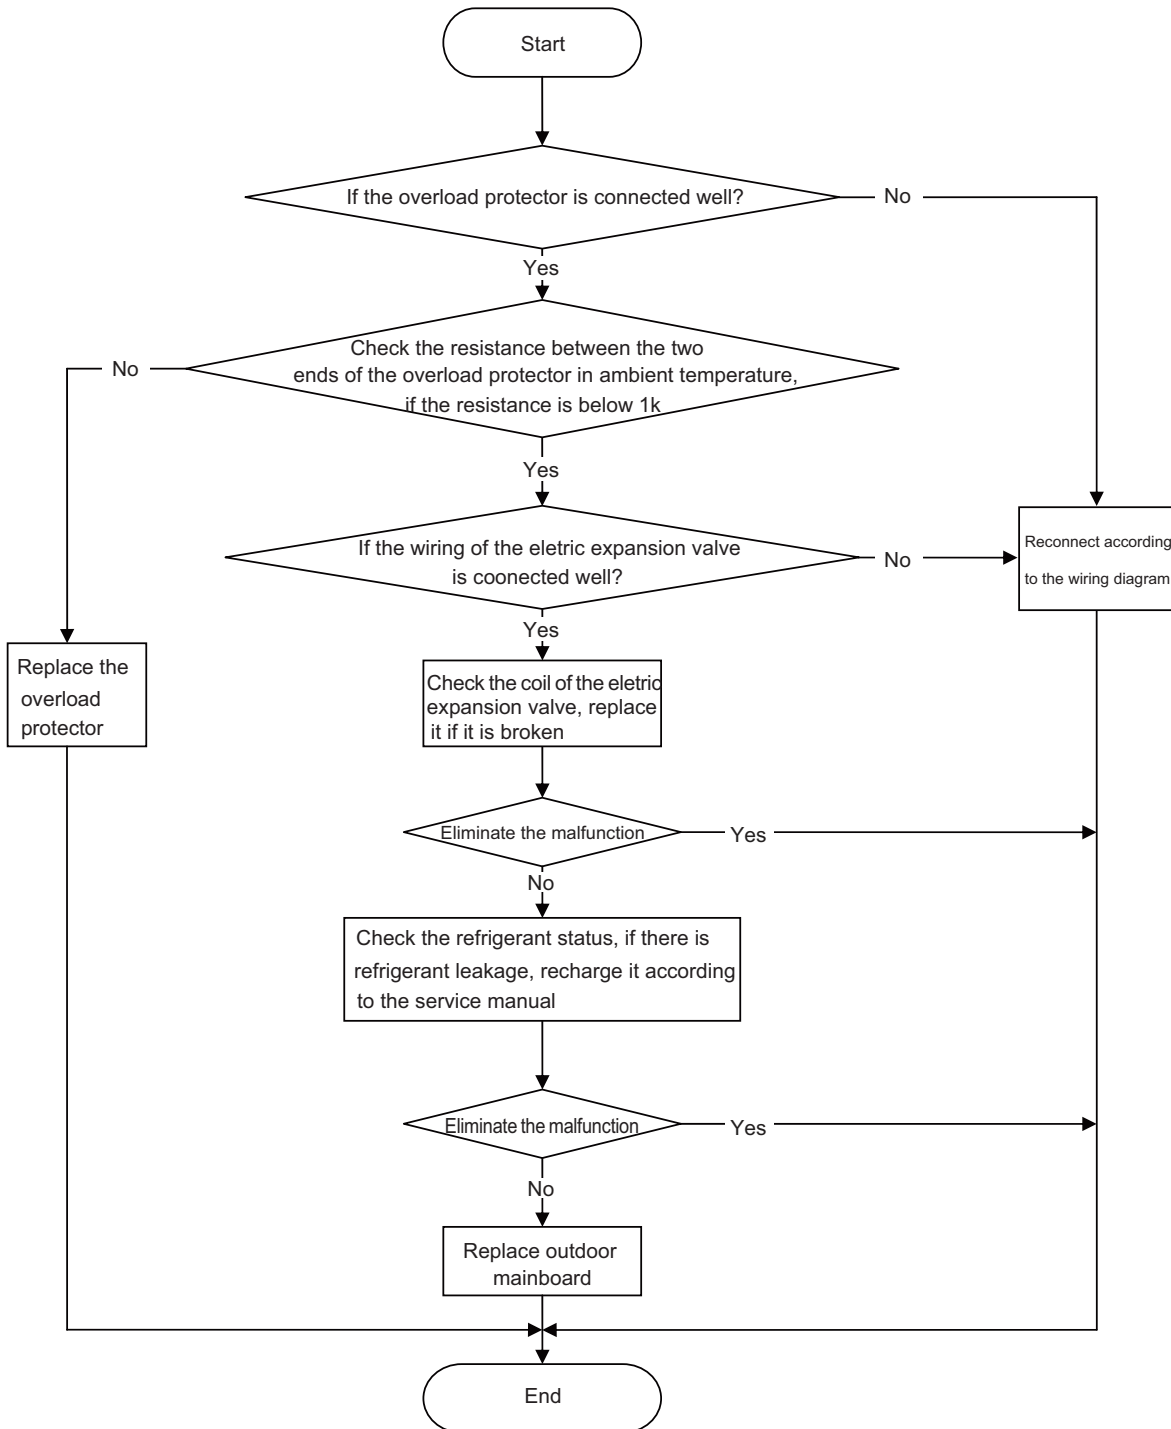 Start
If the overload protector is connected well?
No
Yes
Check the resistance between the two
ends of the overload protector in ambient temperature,
if the resistance is below 1k
No
Yes
If the wiring of the eletric expansion valve
is coonected well?
No
Reconnect according
to the wiring diagram
Yes
Replace the
overload
protector
Check the coil of the eletric
expansion valve, replace
it if it is broken
Eliminate the malfunction
Yes
No
Check the refrigerant status, if there is
refrigerant leakage, recharge it according
to the service manual
Eliminate the malfunction
Yes
No
Replace outdoor
mainboard
End